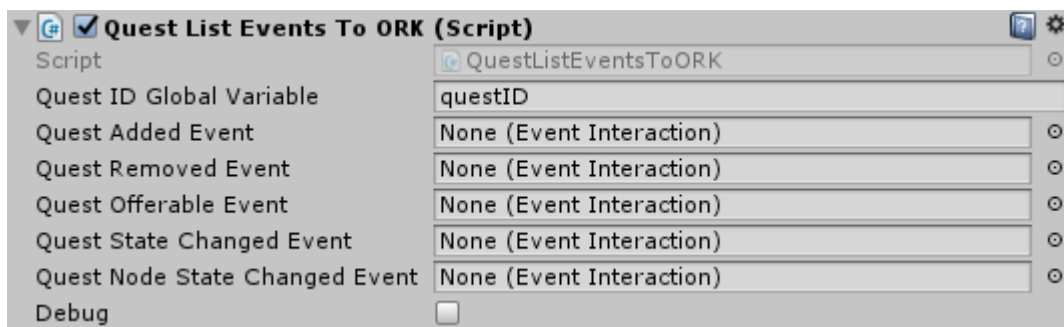 Quest List Events To ORK (Script)
Script QuestListEventsToORK
Quest ID Global Variable questID
Quest Added Event None (Event Interaction)
Quest Removed Event None (Event Interaction)
Quest Offerable Event None (Event Interaction)
Quest State Changed Event None (Event Interaction)
Quest Node State Changed Event None (Event Interaction)
Debug